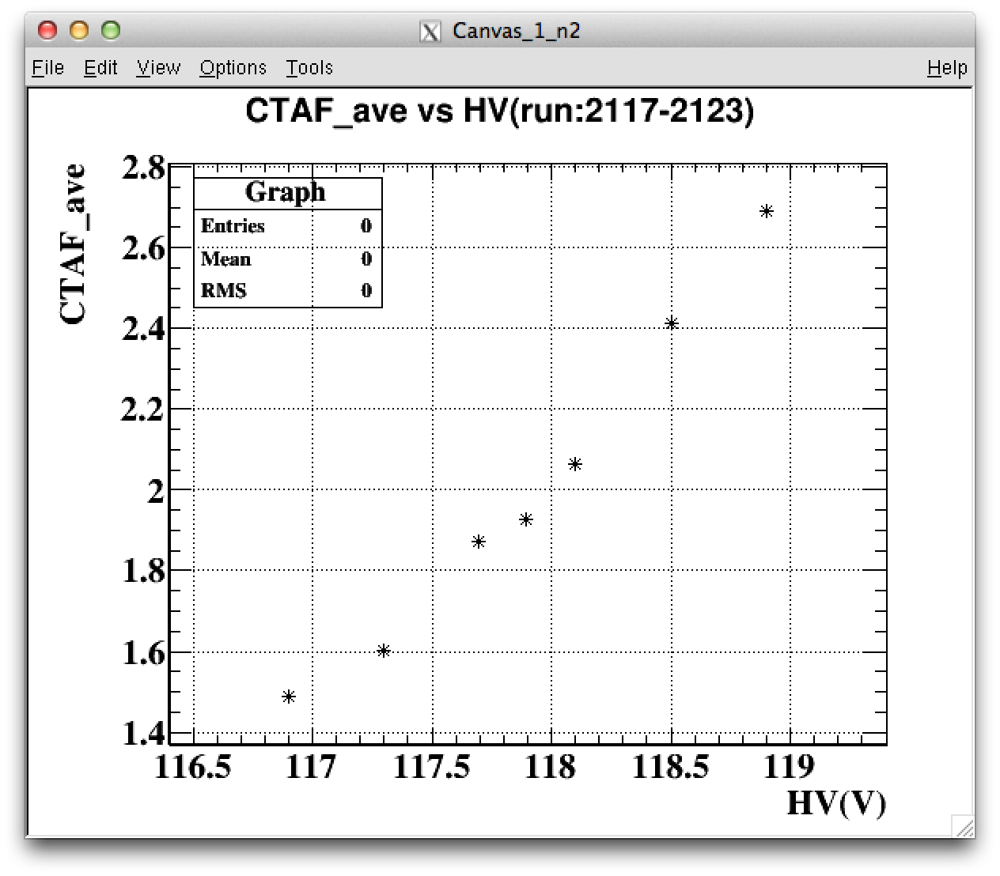 Canvas_1_n2
File Edit View Options Tools Help
CTAF_ave vs HV(run:2117-2123)
CTAF_ave
2.8
2.6
2.4
2.2
2
1.8
1.6
1.4
Graph
Entries 0
Mean 0
RMS 0
116.5 117 117.5 118 118.5 119
HV(V)